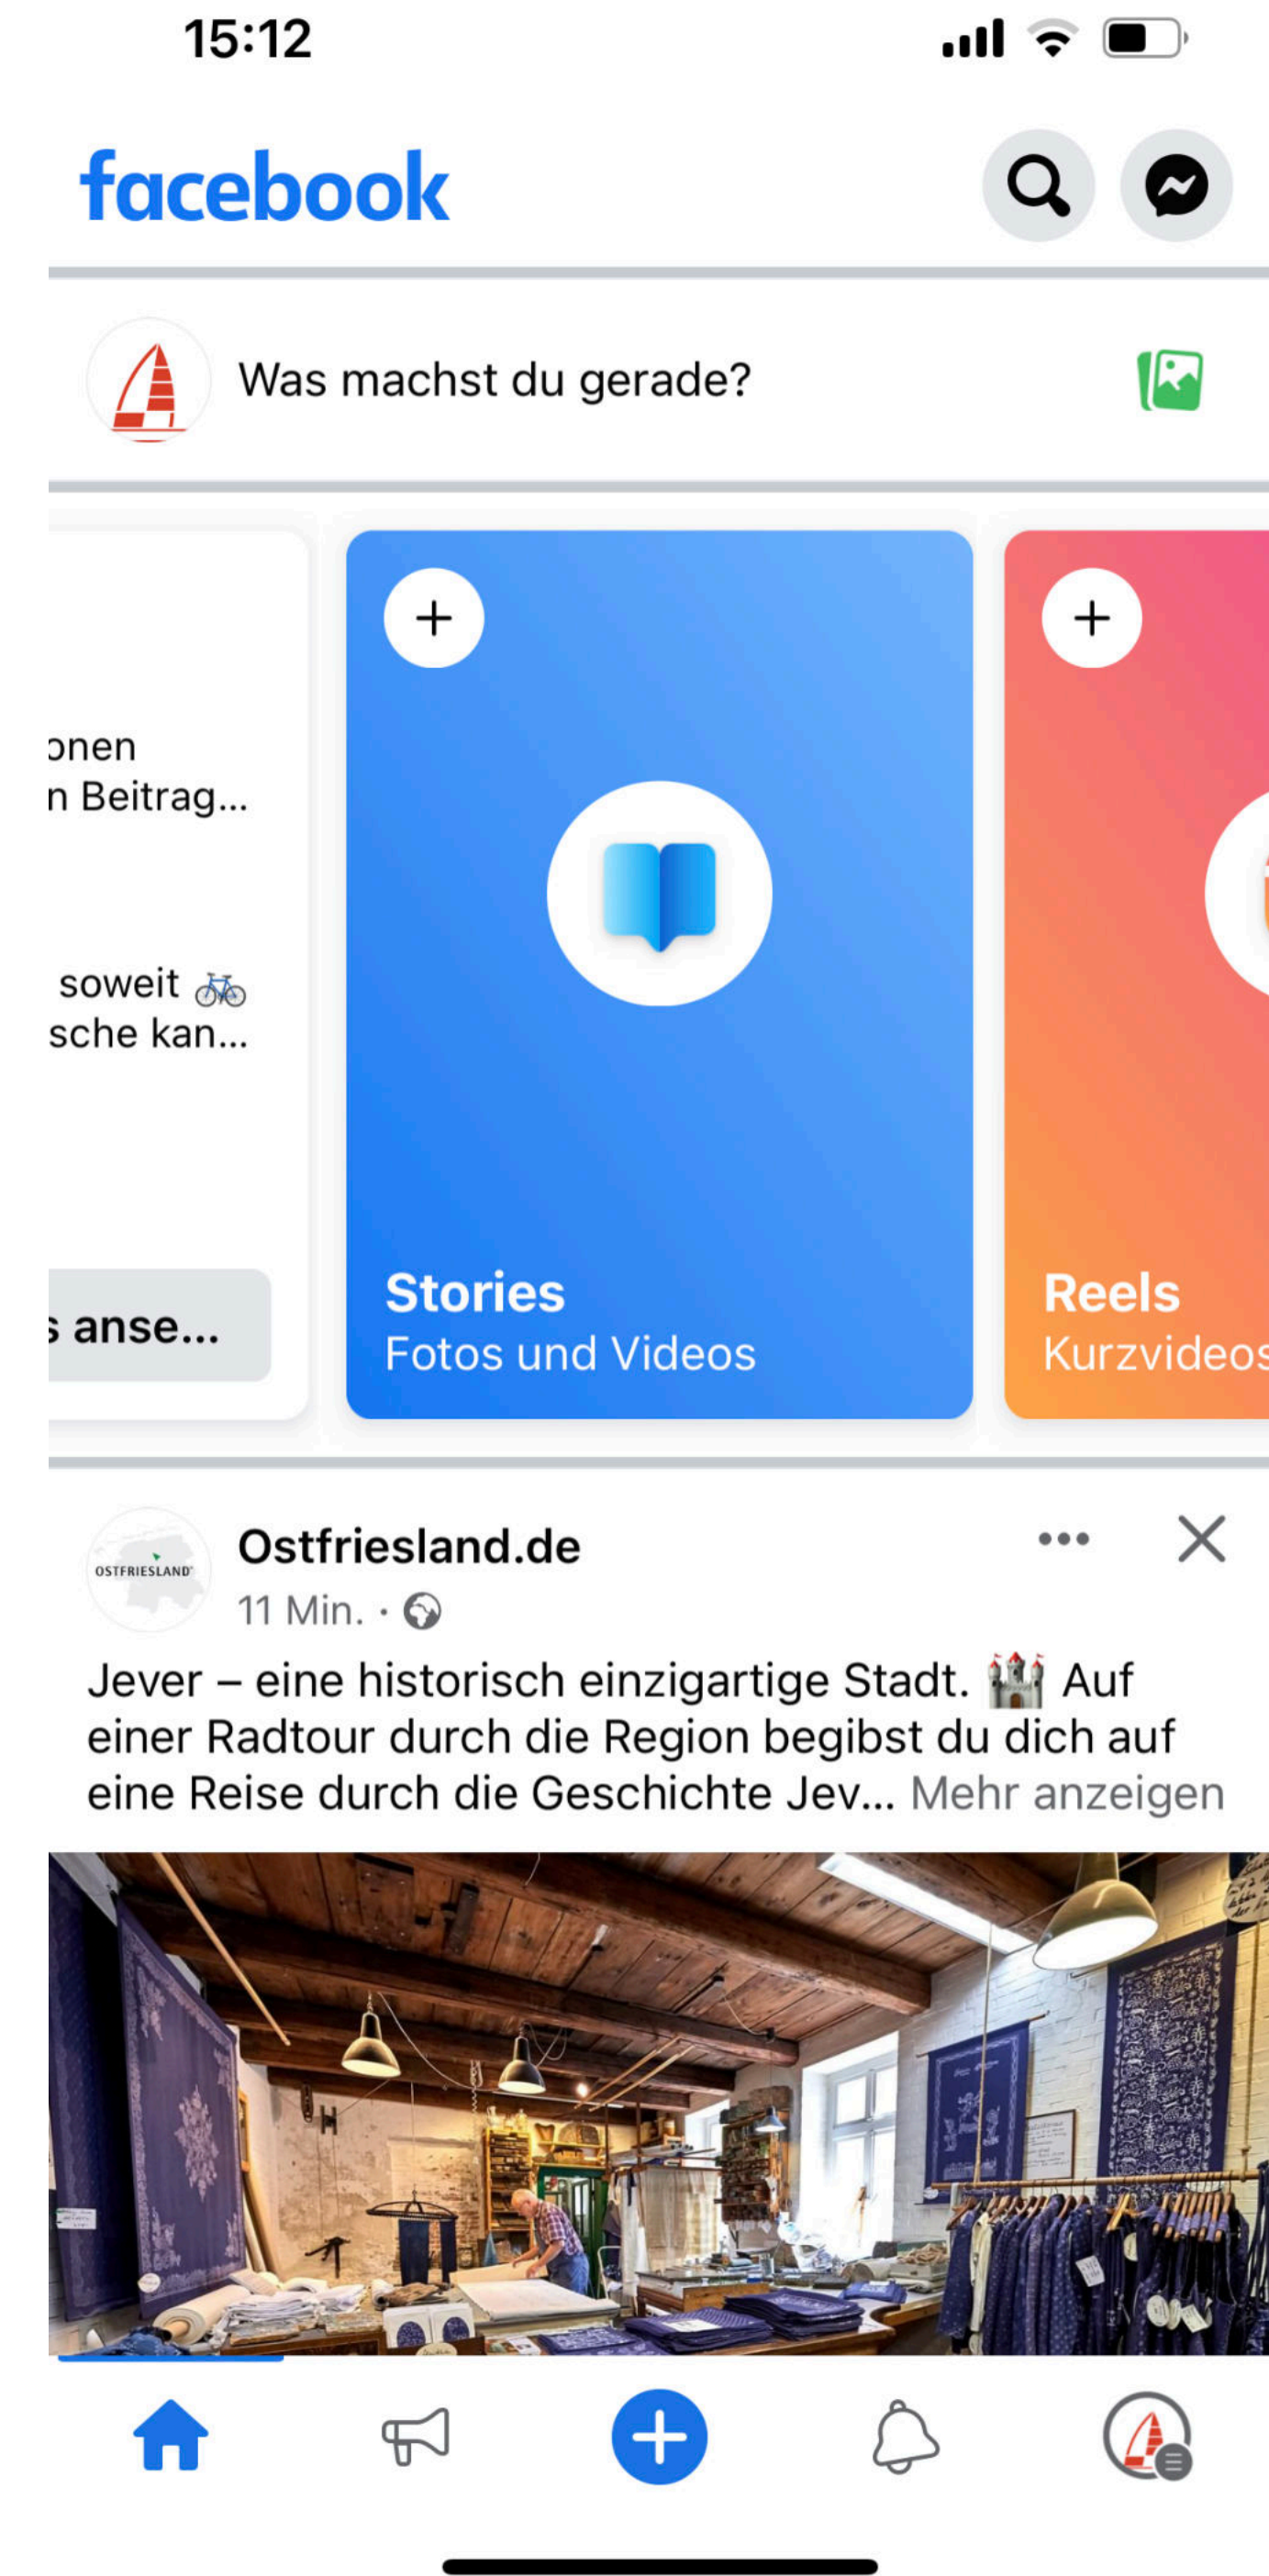 15:12
facebook
Was machst du gerade?
onen
n Beitrag...
soweit 🚲
sche kan...
s anse...
Stories
Fotos und Videos
Reels
Kurzvideos
OSTFRIESLAND
Ostfriesland.de
11 Min. ·
Jever – eine historisch einzigartige Stadt. 🏰 Auf
einer Radtour durch die Region begibst du dich auf
eine Reise durch die Geschichte Jev... Mehr anzeigen